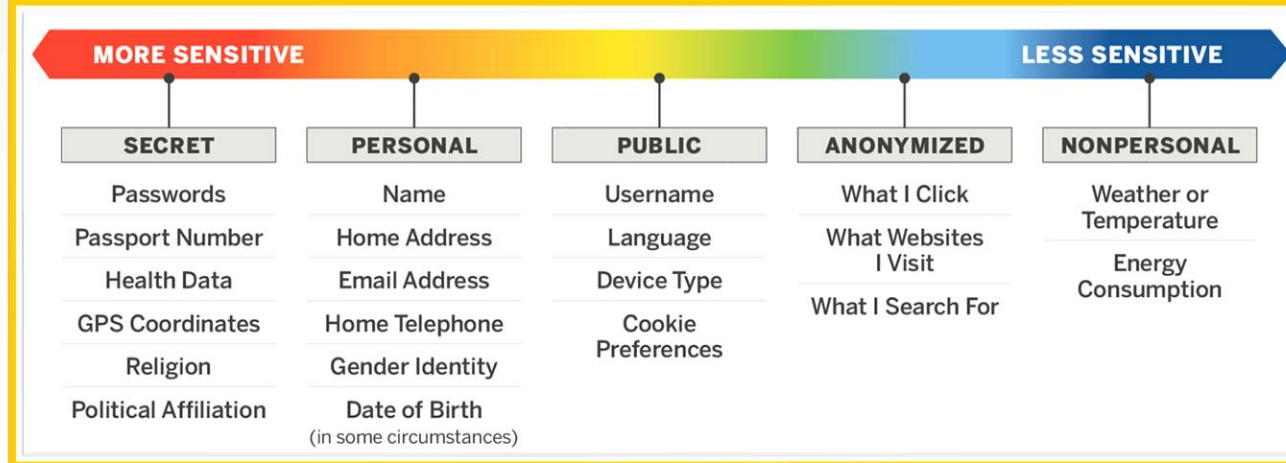 MORE SENSITIVE
LESS SENSITIVE
SECRET
Passwords
Passport Number
Health Data
GPS Coordinates
Religion
Political Affiliation
PERSONAL
Name
Home Address
Email Address
Home Telephone
Gender Identity
Date of Birth
(in some circumstances)
PUBLIC
Username
Language
Device Type
Cookie
Preferences
ANONYMIZED
What I Click
What Websites
I Visit
What I Search For
NONPERSONAL
Weather or
Temperature
Energy
Consumption